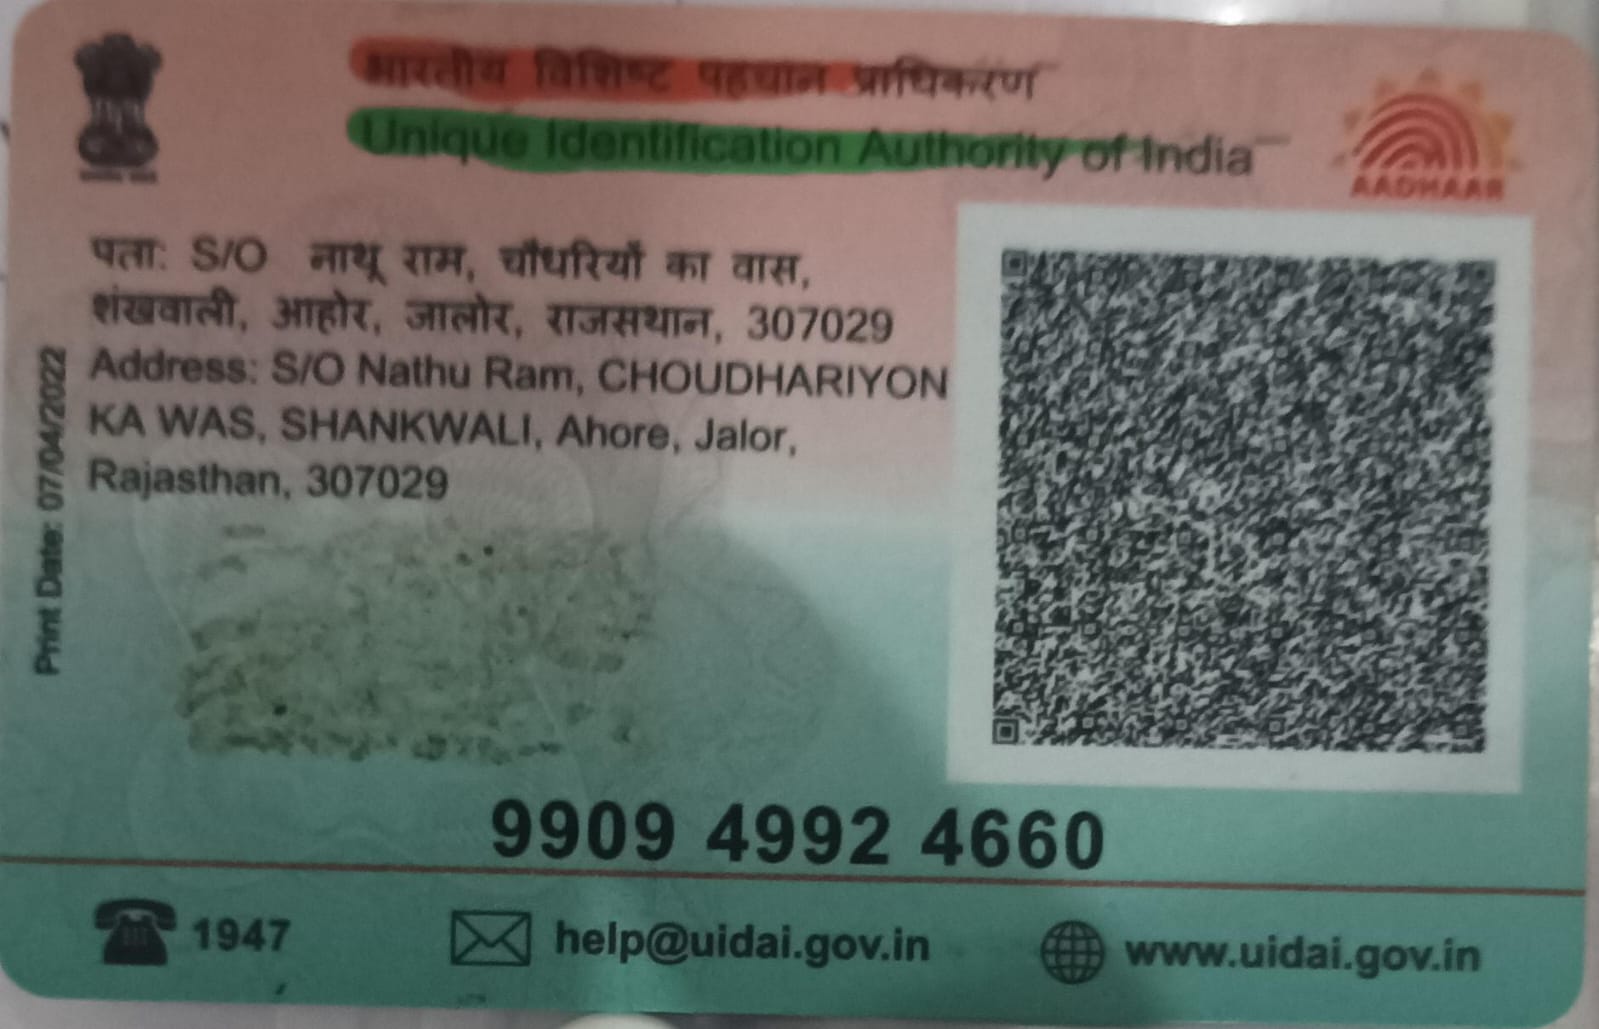 भारतीय विशिष्ट पहचान प्राधिकरण
Unique Identification Authority of India
AADHAAR
पता: S/O नाथू राम, चौधरियों का वास,
शंखवाली, आहोर, जालोर, राजस्थान, 307029
Address: S/O Nathu Ram, CHOUDHARIYON
KA WAS, SHANKWALI, Ahore, Jalor,
Rajasthan, 307029
Print Date: 07/04/2022
9909 4992 4660
1947
help@uidai.gov.in
www.uidai.gov.in